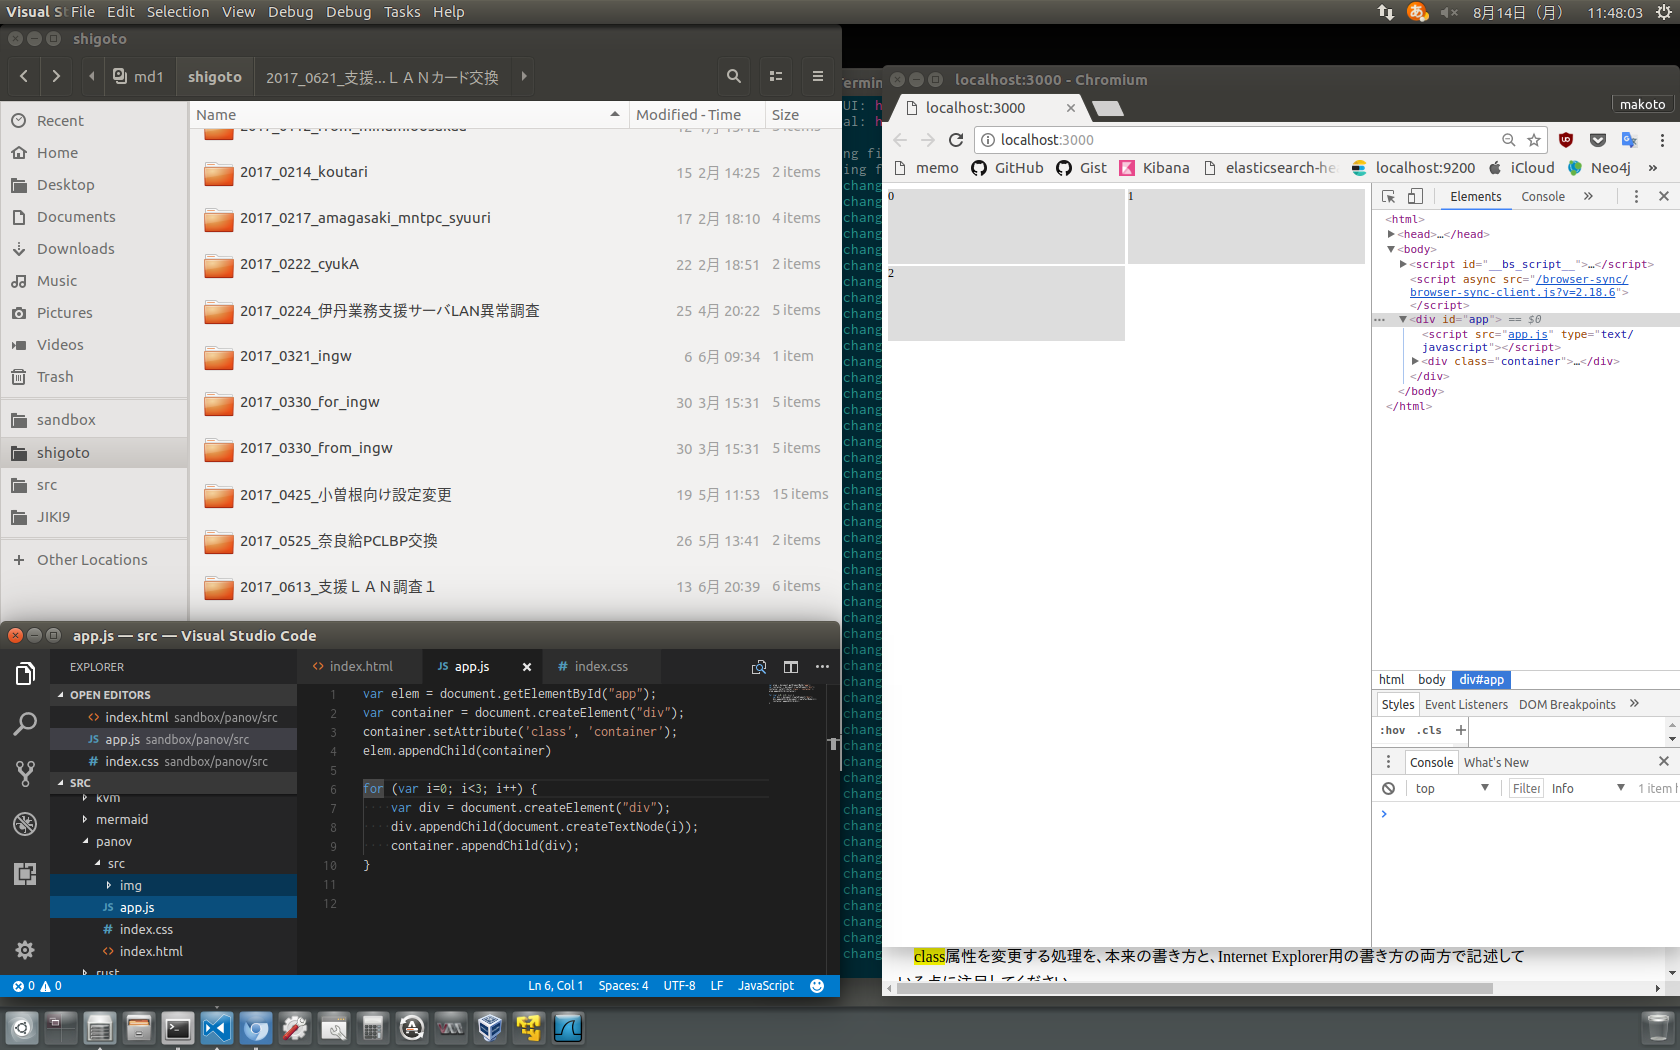 Visual St File Edit Selection View Debug Debug Tasks Help
8月14日 (月) 11:48:03
shigoto
md1 shigoto 2017_0621_支援...ＬＡＮカード交換
Name Modified - Time Size
Recent
Home
Desktop
Documents
Downloads
Music
Pictures
Videos
Trash
sandbox
shigoto
src
JIKI9
Other Locations
2017_0214_koutari 15 2月 14:25 2 items
2017_0217_amagasaki_mntpc_syuuri 17 2月 18:10 4 items
2017_0222_cyukA 22 2月 18:51 2 items
2017_0224_伊丹業務支援サーバLAN異常調査 25 4月 20:22 5 items
2017_0321_ingw 6 6月 09:34 1 item
2017_0330_for_ingw 30 3月 15:31 5 items
2017_0330_from_ingw 30 3月 15:31 5 items
2017_0425_小曽根向け設定変更 19 5月 11:53 15 items
2017_0525_奈良給PCLBP交換 26 5月 13:41 2 items
2017_0613_支援ＬＡＮ調査１ 13 6月 20:39 6 items
app.js — src — Visual Studio Code
EXPLORER
OPEN EDITORS
index.html sandbox/panov/src
JS app.js sandbox/panov/src
# index.css sandbox/panov/src
SRC
kvm
mermaid
panov
src
img
JS app.js
# index.css
<> index.html
rust
<> index.html JS app.js # index.css
1 var elem = document.getElementById("app");
2 var container = document.createElement("div");
3 container.setAttribute('class', 'container');
4 elem.appendChild(container)
5
6 for (var i=0; i<3; i++) {
7 var div = document.createElement("div");
8 div.appendChild(document.createTextNode(i));
9 container.appendChild(div);
10 }
11
12
0 0 Ln 6, Col 1 Spaces: 4 UTF-8 LF JavaScript
localhost:3000 - Chromium
localhost:3000
makoto
localhost:3000
memo GitHub Gist Kibana elasticsearch-he localhost:9200 iCloud Neo4j »
0
1
2
Elements Console »
<html>
<head>…</head>
<body>
<script id="__bs_script__">…</script>
<script async src="/browser-sync/
browser-sync-client.js?v=2.18.6">
</script>
<div id="app"> == $0
<script src="app.js" type="text/
javascript"></script>
<div class="container">…</div>
</div>
</body>
</html>
html body div#app
Styles Event Listeners DOM Breakpoints »
:hov .cls +
Console What's New
top Filter Info 1 item
class属性を変更する処理を、本来の書き方と、Internet Explorer用の書き方の両方で記述して